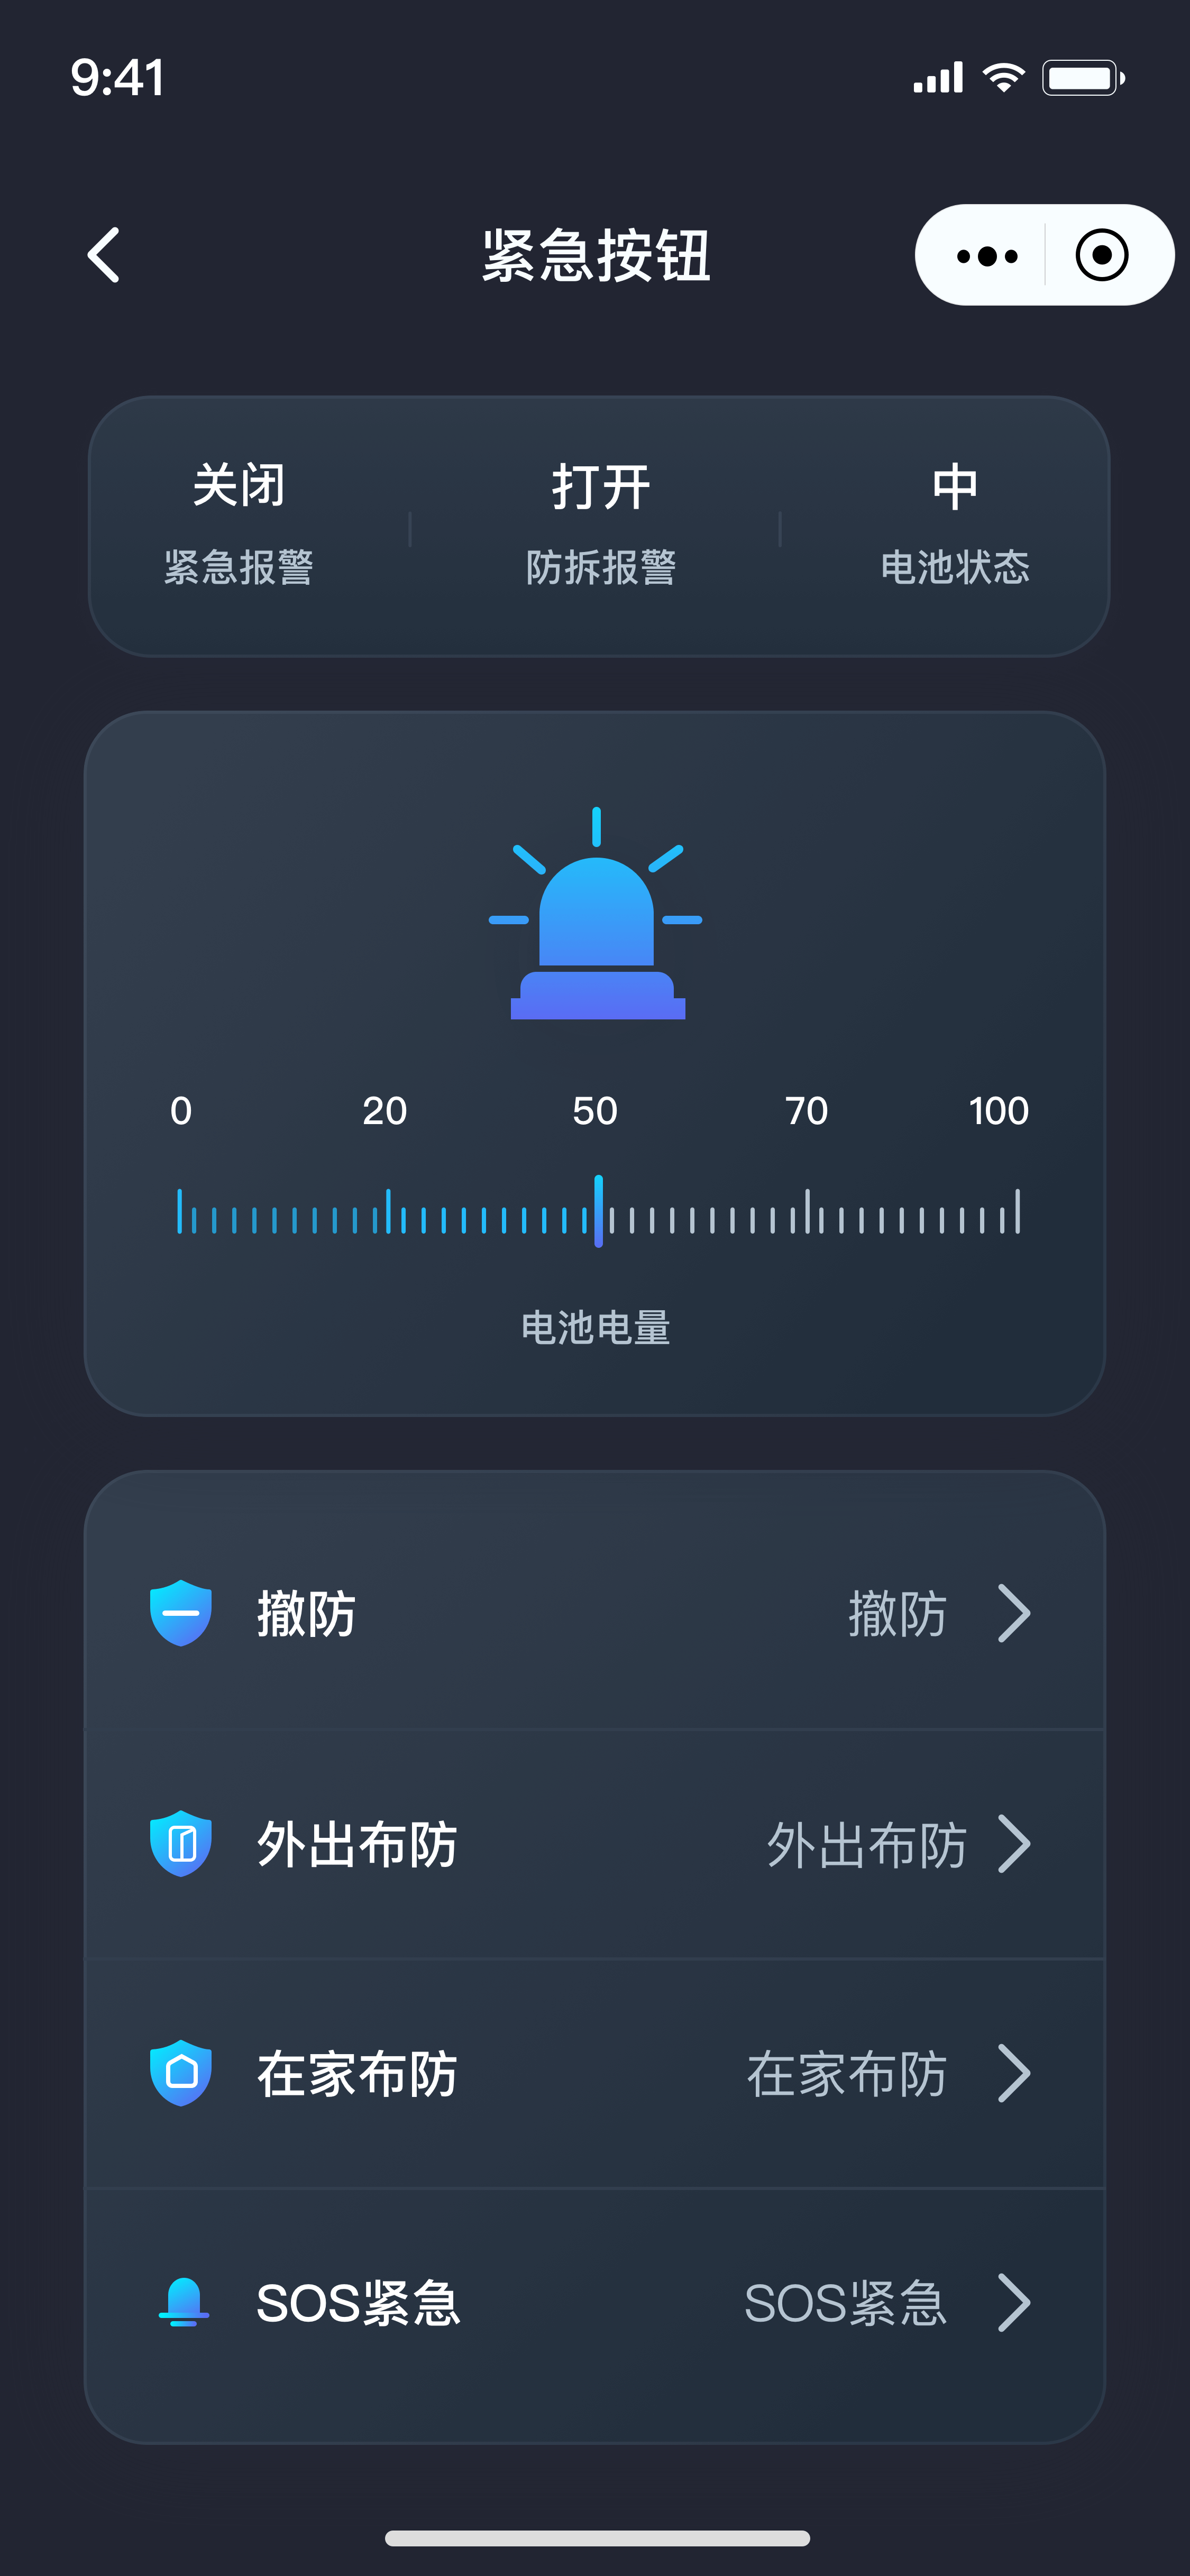 9:41
紧急按钮
关闭 打开 中
紧急报警 防拆报警 电池状态
0 20 50 70 100
电池电量
撤防 撤防
外出布防 外出布防
在家布防 在家布防
SOS紧急 SOS紧急